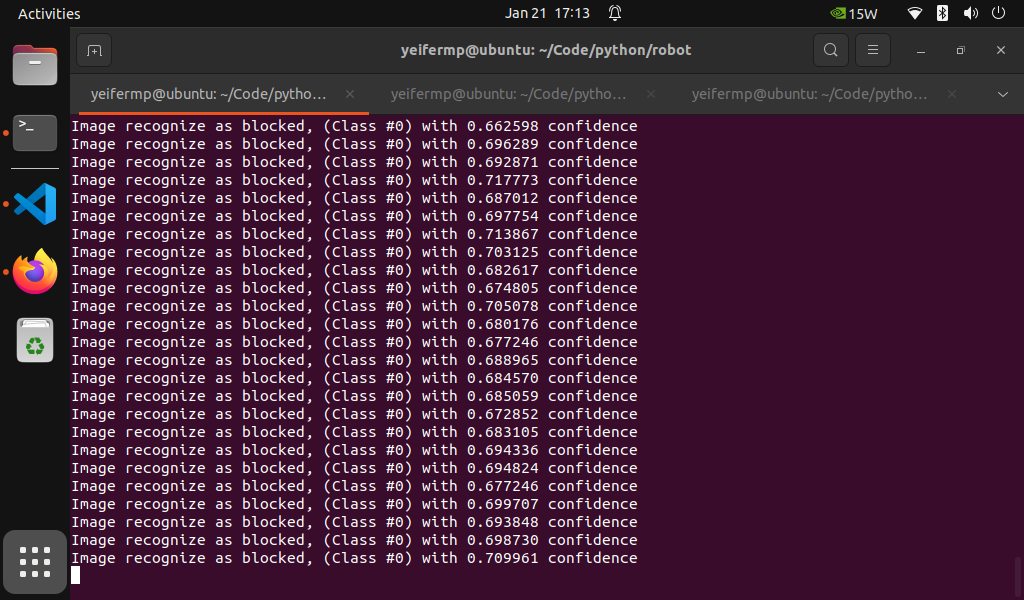 Activities
Jan 21 17:13
15W
yeifermp@ubuntu: ~/Code/python/robot
yeifermp@ubuntu: ~/Code/pytho...
yeifermp@ubuntu: ~/Code/pytho...
yeifermp@ubuntu: ~/Code/pytho...
>_
Image recognize as blocked, (Class #0) with 0.662598 confidence
Image recognize as blocked, (Class #0) with 0.696289 confidence
Image recognize as blocked, (Class #0) with 0.692871 confidence
Image recognize as blocked, (Class #0) with 0.717773 confidence
Image recognize as blocked, (Class #0) with 0.687012 confidence
Image recognize as blocked, (Class #0) with 0.697754 confidence
Image recognize as blocked, (Class #0) with 0.713867 confidence
Image recognize as blocked, (Class #0) with 0.703125 confidence
Image recognize as blocked, (Class #0) with 0.682617 confidence
Image recognize as blocked, (Class #0) with 0.674805 confidence
Image recognize as blocked, (Class #0) with 0.705078 confidence
Image recognize as blocked, (Class #0) with 0.680176 confidence
Image recognize as blocked, (Class #0) with 0.677246 confidence
Image recognize as blocked, (Class #0) with 0.688965 confidence
Image recognize as blocked, (Class #0) with 0.684570 confidence
Image recognize as blocked, (Class #0) with 0.685059 confidence
Image recognize as blocked, (Class #0) with 0.672852 confidence
Image recognize as blocked, (Class #0) with 0.683105 confidence
Image recognize as blocked, (Class #0) with 0.694336 confidence
Image recognize as blocked, (Class #0) with 0.694824 confidence
Image recognize as blocked, (Class #0) with 0.677246 confidence
Image recognize as blocked, (Class #0) with 0.699707 confidence
Image recognize as blocked, (Class #0) with 0.693848 confidence
Image recognize as blocked, (Class #0) with 0.698730 confidence
Image recognize as blocked, (Class #0) with 0.709961 confidence